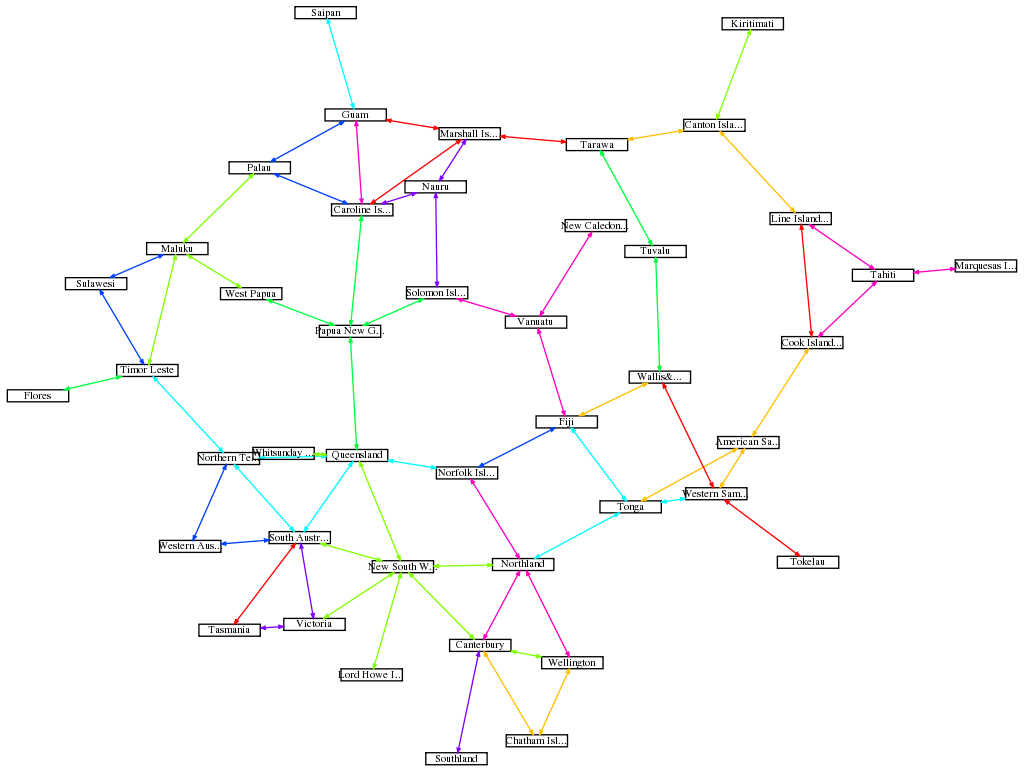 Saipan
Kiritimati
Guam
Canton Isla...
Marshall Is...
Tarawa
Palau
Nauru
Caroline Is...
Line Island...
New Caledon...
Maluku
Tuvalu
Marquesas I...
Tahiti
Sulawesi
West Papua
Solomon Isl...
Vanuatu
Papua New G...
Cook Island...
Timor Leste
Wallis&...
Flores
Fiji
American Sa...
Whitsunday ...
Queensland
Northern Te...
Norfolk Isl...
Western Sam...
Tonga
South Austr...
Western Aus...
Tokelau
Northland
New South W...
Victoria
Tasmania
Canterbury
Wellington
Lord Howe I...
Chatham Isl...
Southland